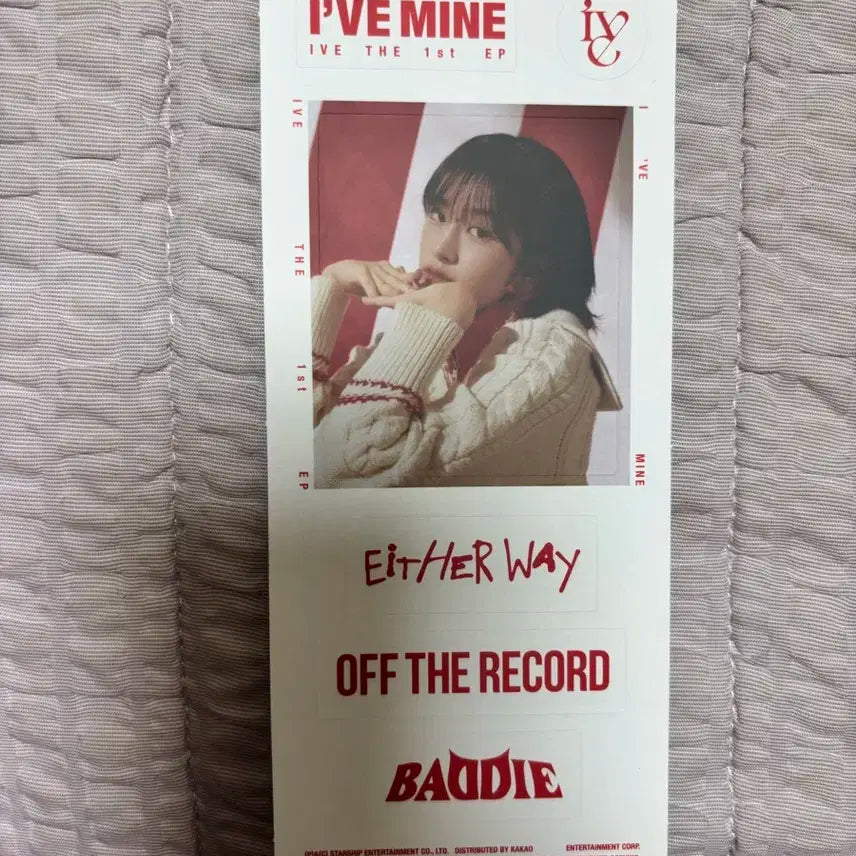 I'VE MINE
IVE THE 1st EP
ive
IVE THE 1st EP
I 'VE MINE
EiTHER WAY
OFF THE RECORD
BADDIE
(P)&(C) STARSHIP ENTERTAINMENT CO., LTD. DISTRIBUTED BY KAKAO ENTERTAINMENT CORP.